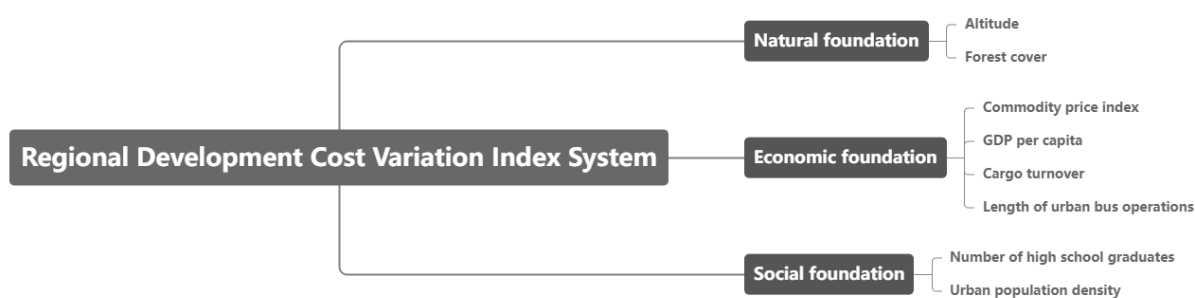 Regional Development Cost Variation Index System
Natural foundation
Altitude
Forest cover
Economic foundation
Commodity price index
GDP per capita
Cargo turnover
Length of urban bus operations
Social foundation
Number of high school graduates
Urban population density